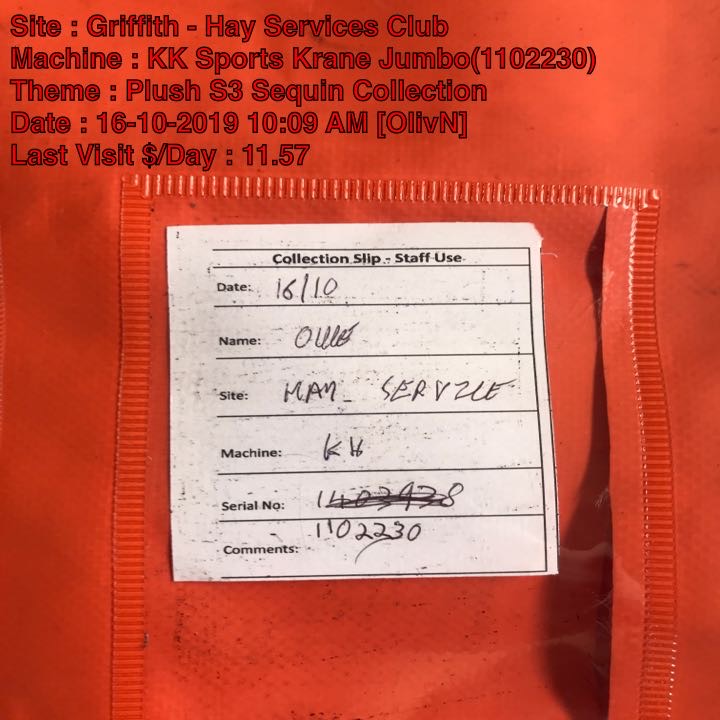 Site : Griffith - Hay Services Club
Machine : KK Sports Krane Jumbo(1102230)
Theme : Plush S3 Sequin Collection
Date : 16-10-2019 10:09 AM [OlivN]
Last Visit $/Day : 11.57
Collection Slip - Staff Use
Date: 16/10
Name: OLLIE
Site: HAY - SERVICE
Machine: KK
Serial No:
1102230
Comments: